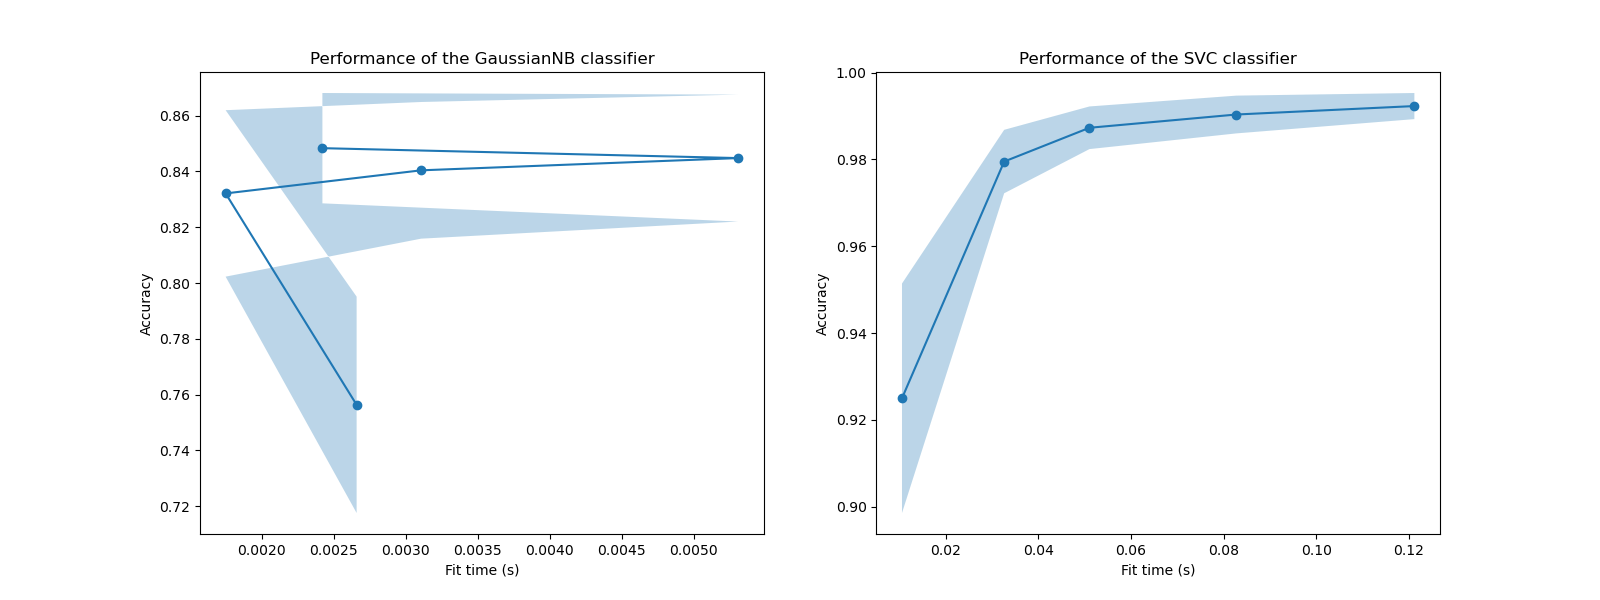 Performance of the GaussianNB classifier
0.86
0.84
0.82
0.80
0.78
0.76
0.74
0.72
Accuracy
0.0020 0.0025 0.0030 0.0035 0.0040 0.0045 0.0050
Fit time (s)
Performance of the SVC classifier
1.00
0.98
0.96
0.94
0.92
0.90
Accuracy
0.02 0.04 0.06 0.08 0.10 0.12
Fit time (s)